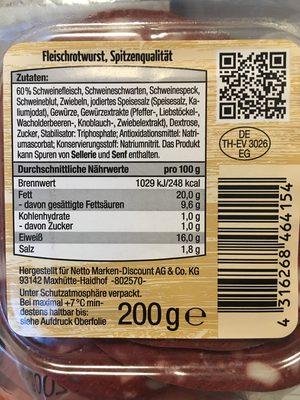 Fleischrotwurst, Spitzenqualität
Zutaten:
60% Schweinefleisch, Schweineschwarten, Schweinespeck,
Schweineblut, Zwiebeln, jodiertes Speisesalz (Speisesalz, Ka-
liumjodat), Gewürze, Gewürzextrakte (Pfeffer-, Liebstöckel-,
Wacholderbeeren-, Knoblauch-, Zwiebelextrakt), Dextrose,
Zucker, Stabilisator: Triphosphate; Antioxidationsmittel: Natri-
umascorbat; Konservierungsstoff: Natriumnitrit. Das Produkt
kann Spuren von Sellerie und Senf enthalten.
Durchschnittliche Nährwerte pro 100 g
Brennwert 1029 kJ/248 kcal
Fett 20,0 g
- davon gesättigte Fettsäuren 9,6 g
Kohlenhydrate 1,0 g
- davon Zucker 1,0 g
Eiweiß 16,0 g
Salz 1,8 g
Hergestellt für Netto Marken-Discount AG & Co. KG
93142 Maxhütte-Haidhof -802570-
Unter Schutzatmosphäre verpackt.
Bei maximal +7°C min-
destens haltbar bis:
siehe Aufdruck Oberfolie
200g e
DE
TH-EV 3026
EG
4 316268 464154